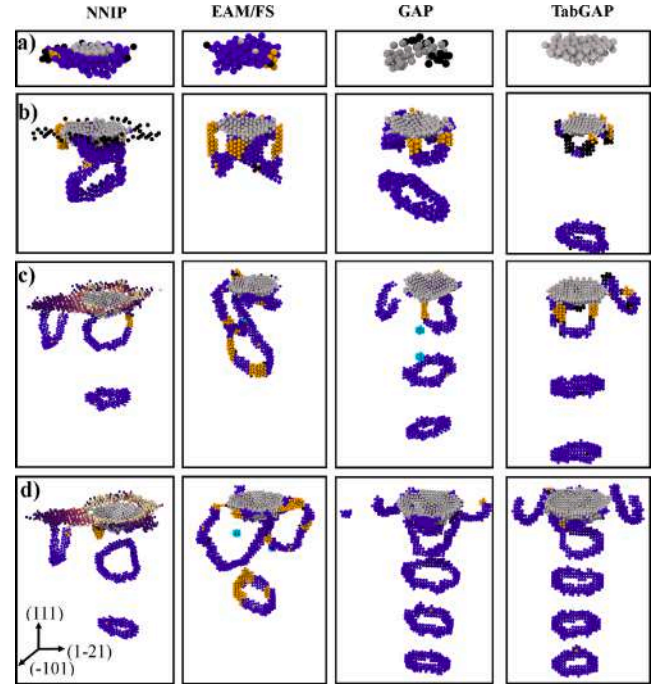 NNIP EAM/FS GAP TabGAP
a)
b)
c)
d)
(111)
(1-21)
(-101)